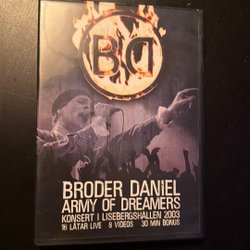 BD
BRODER DANIEL
ARMY OF DREAMERS
KONSERT I LISEBERGSHALLEN 2003
16 LÅTAR LIVE 8 VIDEOS 30 MIN BONUS